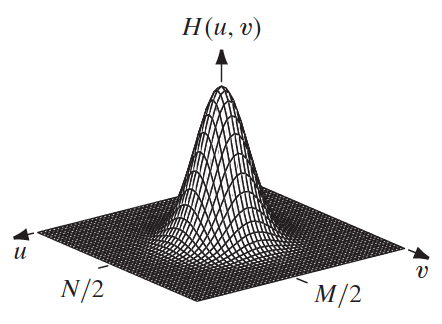 H(u, v)
u
v
N/2
M/2